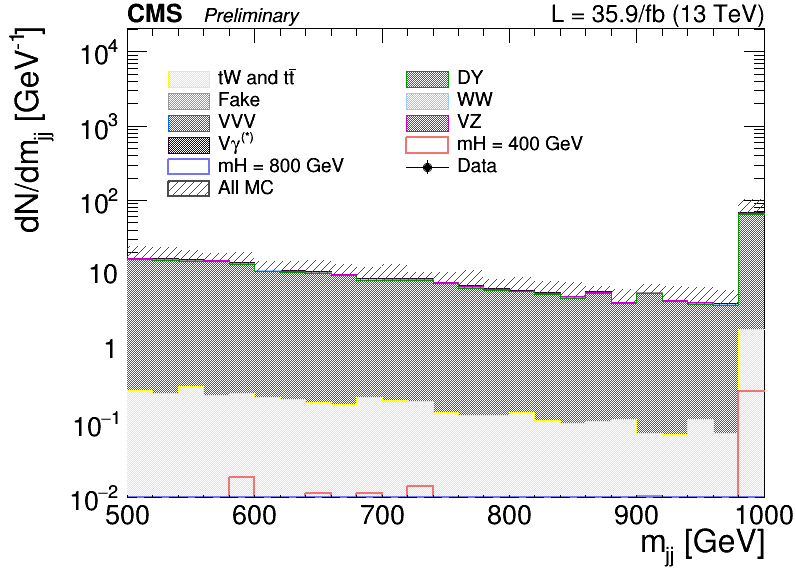 CMS Preliminary L = 35.9/fb (13 TeV)
dN/dm_jj [GeV⁻¹]
10⁴
10³
10²
10
1
10⁻¹
10⁻²
tW and tt̄
Fake
VVV
Vγ⁽*⁾
mH = 800 GeV
All MC
DY
WW
VZ
mH = 400 GeV
Data
500 600 700 800 900 1000
m_jj [GeV]